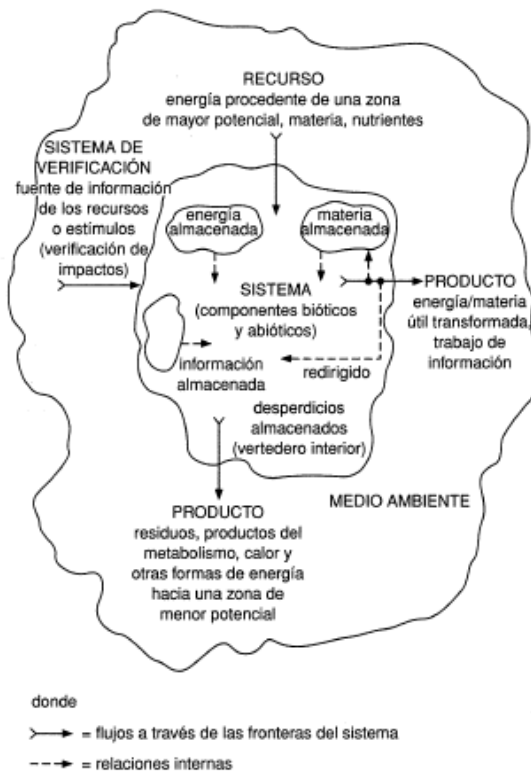 RECURSO
energía procedente de una zona
de mayor potencial, materia, nutrientes
SISTEMA DE
VERIFICACIÓN
fuente de información
de los recursos
o estímulos
(verificación de
impactos)
energía
almacenada
materia
almacenada
SISTEMA
(componentes bióticos
y abióticos)
PRODUCTO
energía/materia
útil transformada,
trabajo de
información
información
almacenada
redirigido
desperdicios
almacenados
(vertedero interior)
MEDIO AMBIENTE
PRODUCTO
residuos, productos del
metabolismo, calor y
otras formas de energía
hacia una zona de
menor potencial
donde
= flujos a través de las fronteras del sistema
= relaciones internas